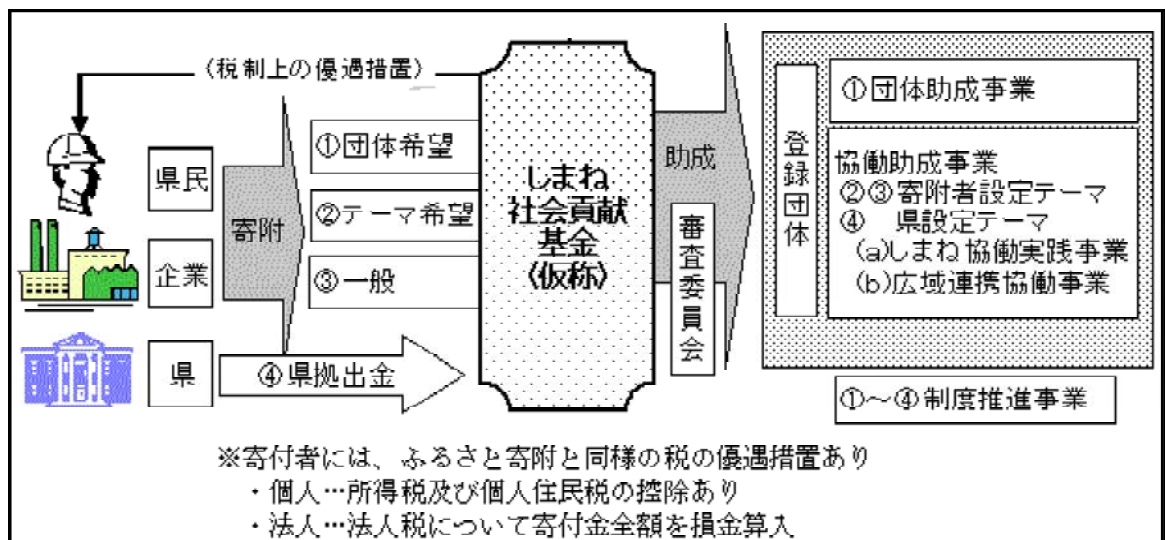 (税制上の優遇措置)
県民
企業
県
寄附
①団体希望
②テーマ希望
③一般
④県拠出金
しまね
社会貢献
基金
(仮称)
助成
審査委員会
登録団体
①団体助成事業
協働助成事業
②③寄附者設定テーマ
④ 県設定テーマ
(a)しまね協働実践事業
(b)広域連携協働事業
①~④制度推進事業
※寄付者には、ふるさと寄附と同様の税の優遇措置あり
・個人…所得税及び個人住民税の控除あり
・法人…法人税について寄付金全額を損金算入